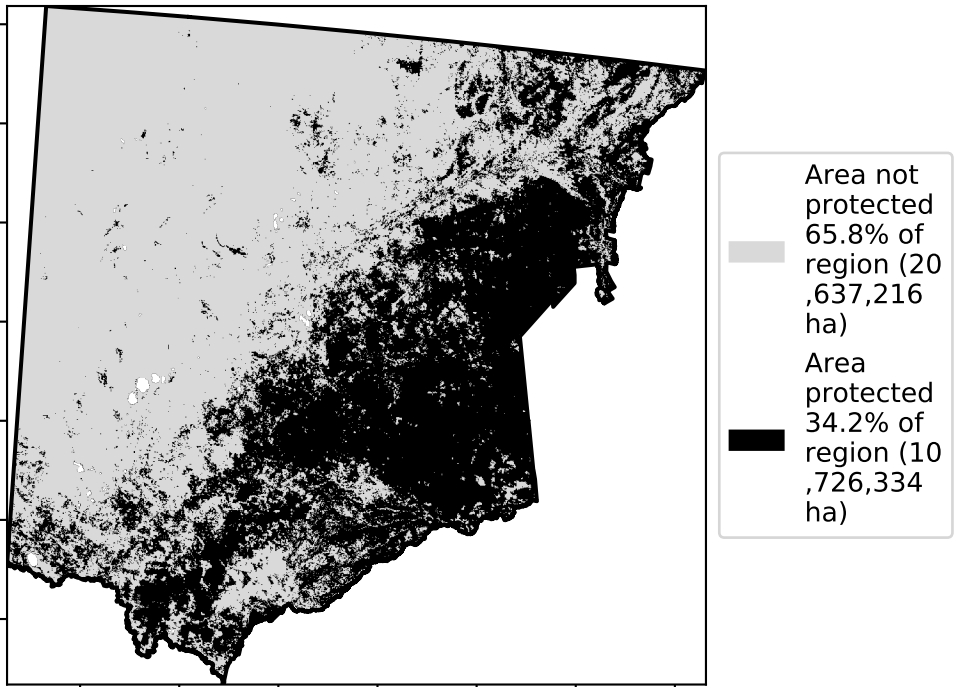 Area not
protected
65.8% of
region (20
,637,216
ha)
Area
protected
34.2% of
region (10
,726,334
ha)